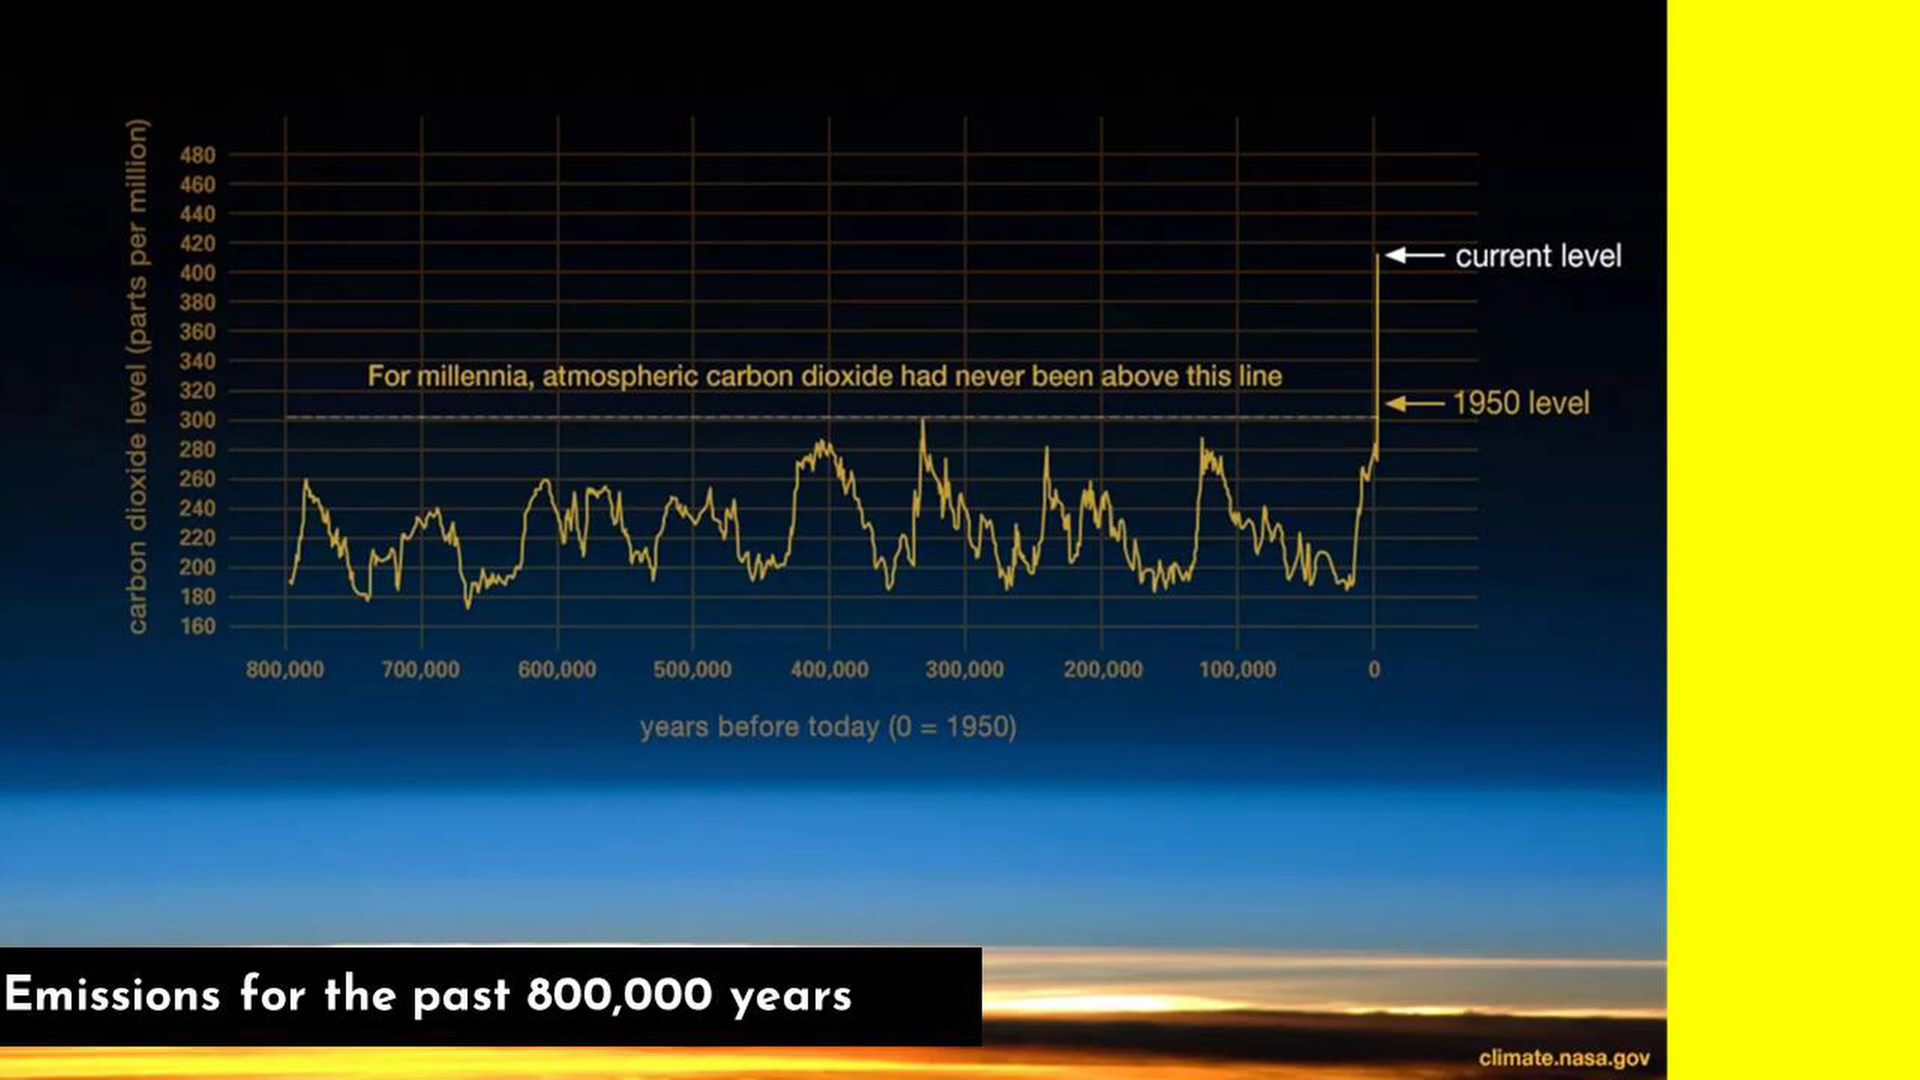 carbon dioxide level (parts per million)
480
460
440
420
400
380
360
340
320
300
280
260
240
220
200
180
160
current level
For millennia, atmospheric carbon dioxide had never been above this line
1950 level
800,000 700,000 600,000 500,000 400,000 300,000 200,000 100,000 0
years before today (0 = 1950)
Emissions for the past 800,000 years
climate.nasa.gov